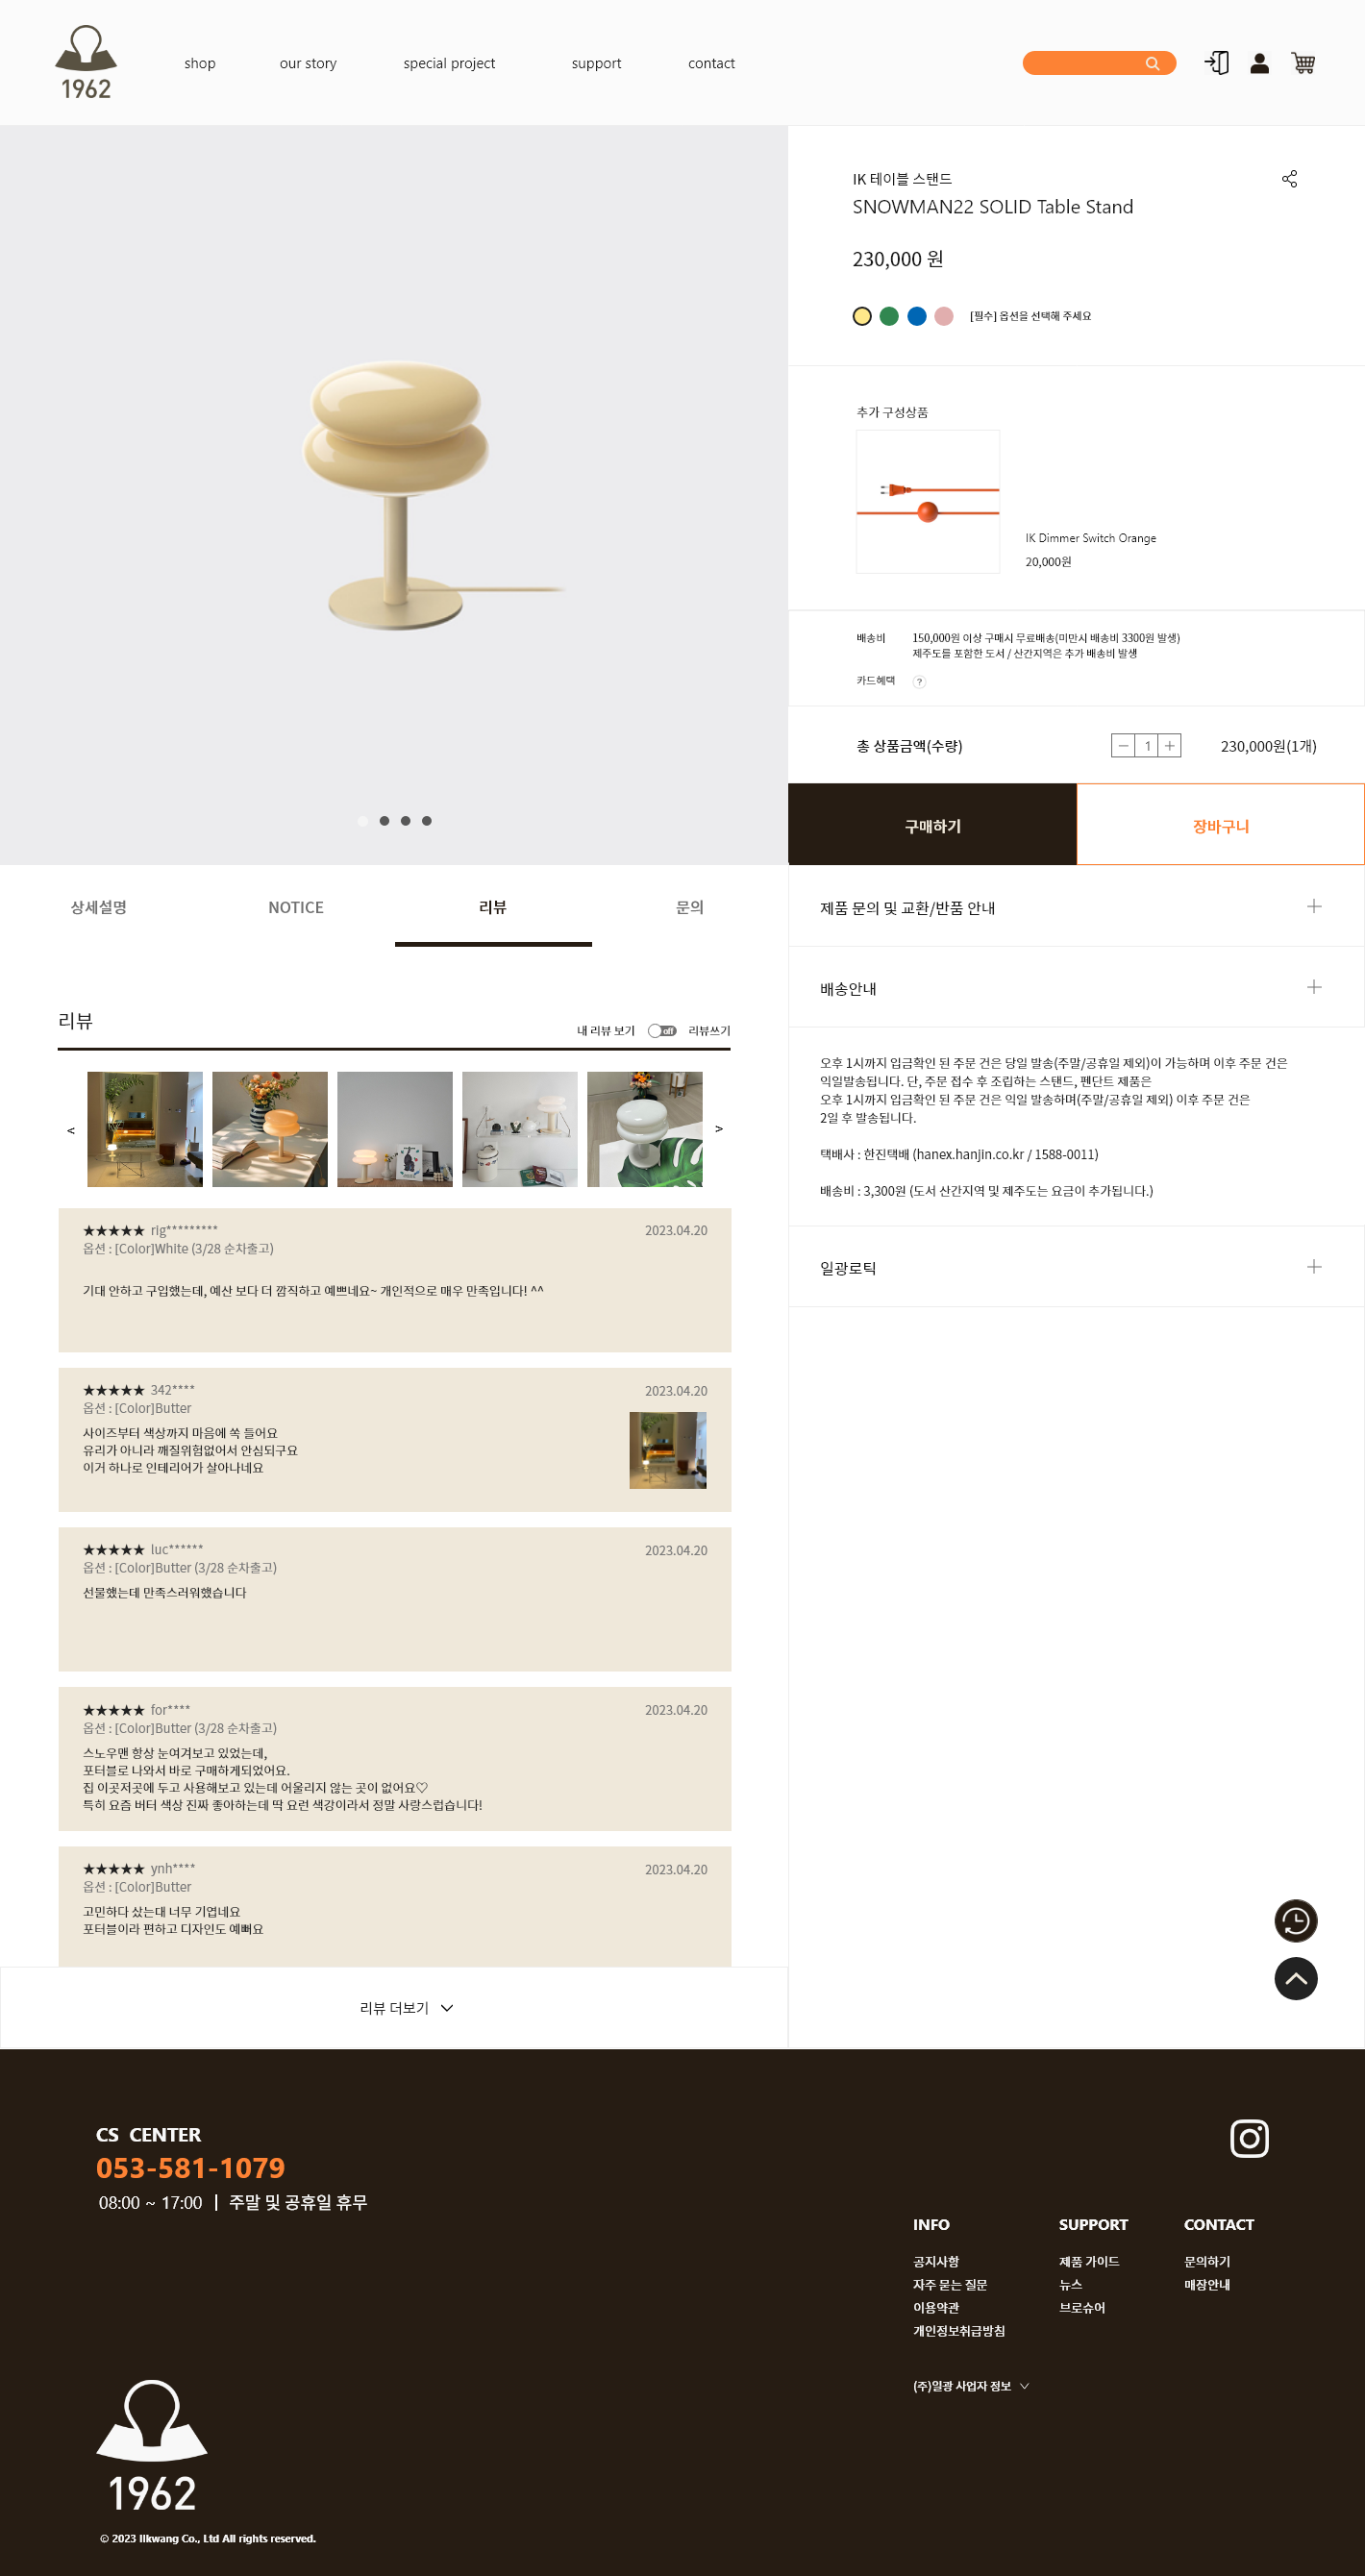 1962
shop
our story
special project
support
contact
IK 테이블 스탠드
SNOWMAN22 SOLID Table Stand
230,000 원
[필수] 옵션을 선택해 주세요
추가 구성상품
IK Dimmer Switch Orange
20,000원
배송비
150,000원 이상 구매시 무료배송(미만시 배송비 3300원 발생)
제주도를 포함한 도서 / 산간지역은 추가 배송비 발생
카드혜택
?
총 상품금액(수량)
1
230,000원(1개)
구매하기
장바구니
상세설명
NOTICE
리뷰
문의
제품 문의 및 교환/반품 안내
배송안내
오후 1시까지 입금확인 된 주문 건은 당일 발송(주말/공휴일 제외)이 가능하며 이후 주문 건은
익일발송됩니다. 단, 주문 접수 후 조립하는 스탠드, 펜던트 제품은
오후 1시까지 입금확인 된 주문 건은 익일 발송하며(주말/공휴일 제외) 이후 주문 건은
2일 후 발송됩니다.
택배사 : 한진택배 (hanex.hanjin.co.kr / 1588-0011)
배송비 : 3,300원 (도서 산간지역 및 제주도는 요금이 추가됩니다.)
일광로틱
리뷰
내 리뷰 보기
off
리뷰쓰기
<
>
★★★★★ rig*********
2023.04.20
옵션 : [Color]White (3/28 순차출고)
기대 안하고 구입했는데, 예산 보다 더 깜직하고 예쁘네요~ 개인적으로 매우 만족입니다! ^^
★★★★★ 342****
2023.04.20
옵션 : [Color]Butter
사이즈부터 색상까지 마음에 쏙 들어요
유리가 아니라 깨질위험없어서 안심되구요
이거 하나로 인테리어가 살아나네요
★★★★★ luc******
2023.04.20
옵션 : [Color]Butter (3/28 순차출고)
선물했는데 만족스러워했습니다
★★★★★ for****
2023.04.20
옵션 : [Color]Butter (3/28 순차출고)
스노우맨 항상 눈여겨보고 있었는데,
포터블로 나와서 바로 구매하게되었어요.
집 이곳저곳에 두고 사용해보고 있는데 어울리지 않는 곳이 없어요♡
특히 요즘 버터 색상 진짜 좋아하는데 딱 요런 색강이라서 정말 사랑스럽습니다!
★★★★★ ynh****
2023.04.20
옵션 : [Color]Butter
고민하다 샀는대 너무 기엽네요
포터블이라 편하고 디자인도 예뻐요
리뷰 더보기
CS CENTER
053-581-1079
08:00 ~ 17:00 | 주말 및 공휴일 휴무
INFO
공지사항
자주 묻는 질문
이용약관
개인정보취급방침
SUPPORT
제품 가이드
뉴스
브로슈어
CONTACT
문의하기
매장안내
(주)일광 사업자 정보
1962
© 2023 Ilkwang Co., Ltd All rights reserved.